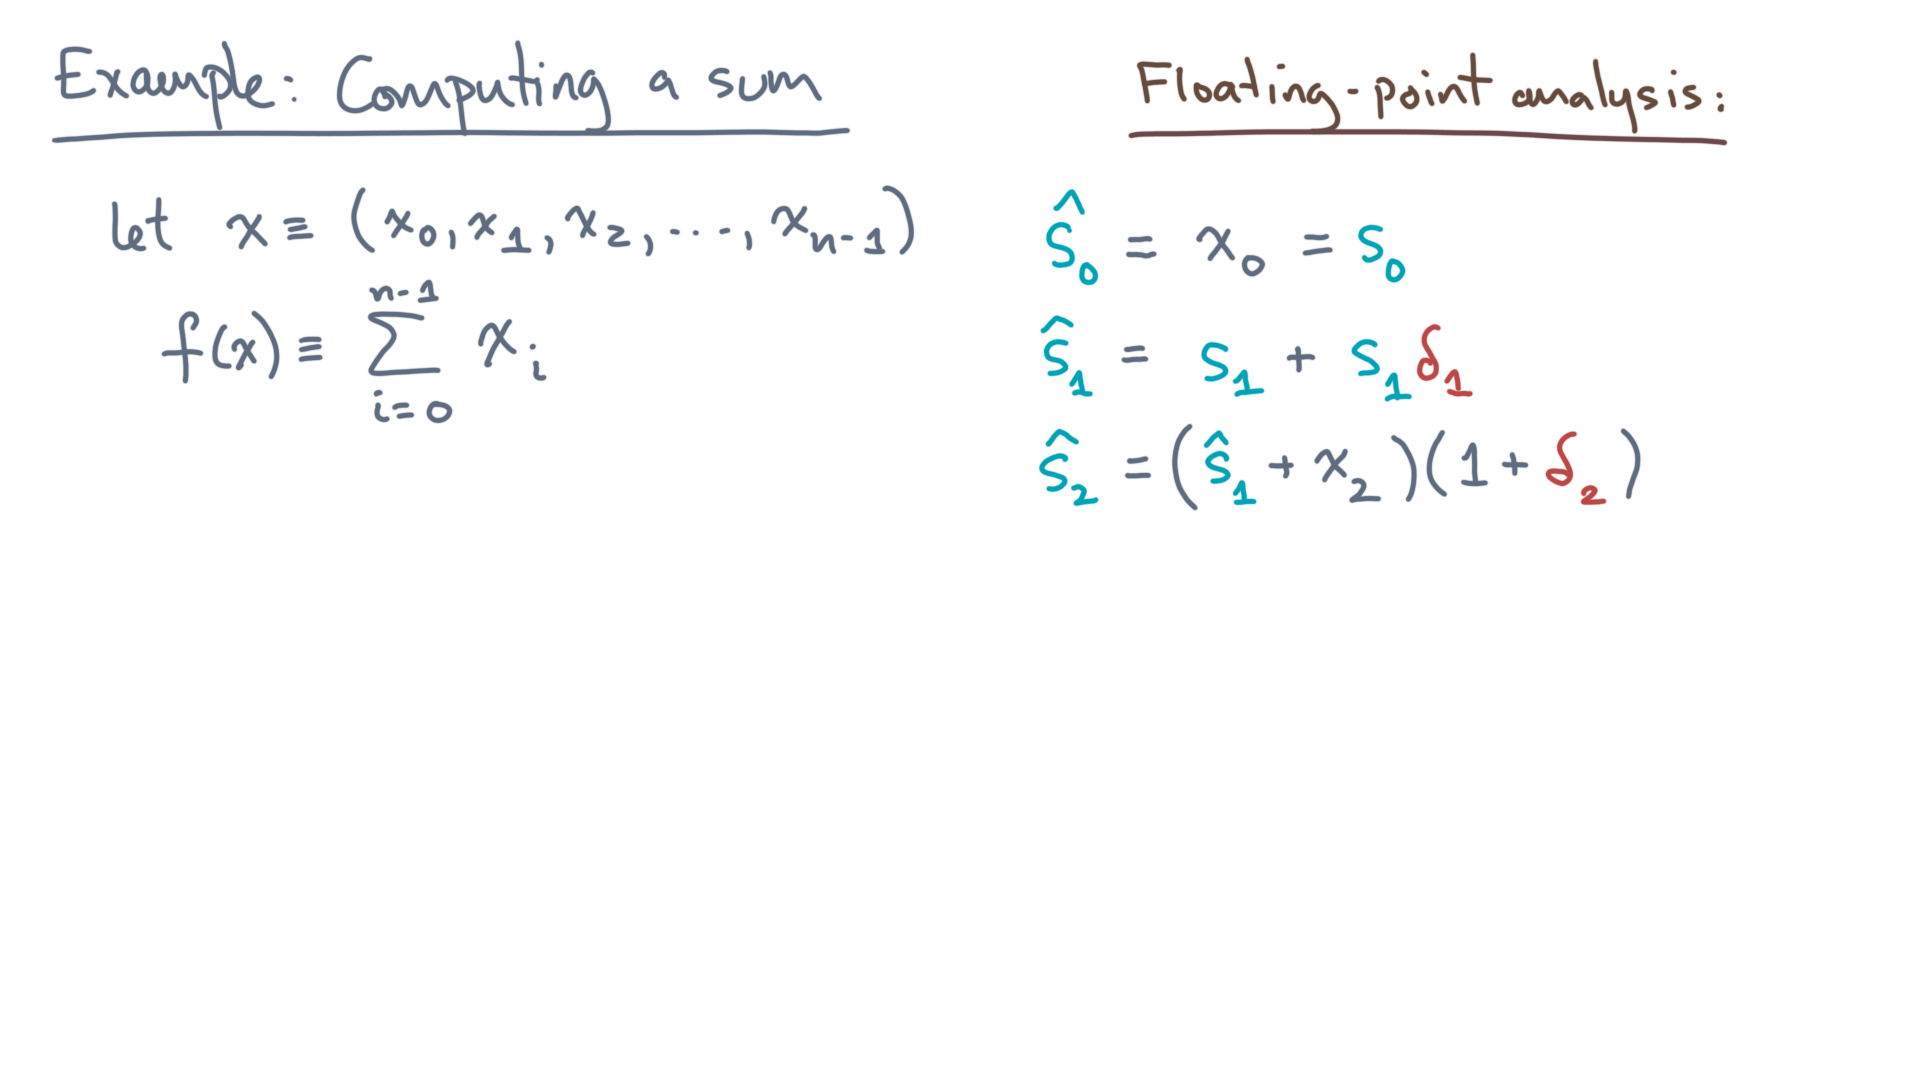 Example: Computing a sum
let x ≡ (x₀, x₁, x₂, ..., xₙ₋₁)
f(x) ≡ ∑_{i=0}^{n-1} xᵢ
Floating-point analysis:
ŝ₀ = x₀ = s₀
ŝ₁ = s₁ + s₁δ₁
ŝ₂ = (ŝ₁ + x₂)(1 + δ₂)